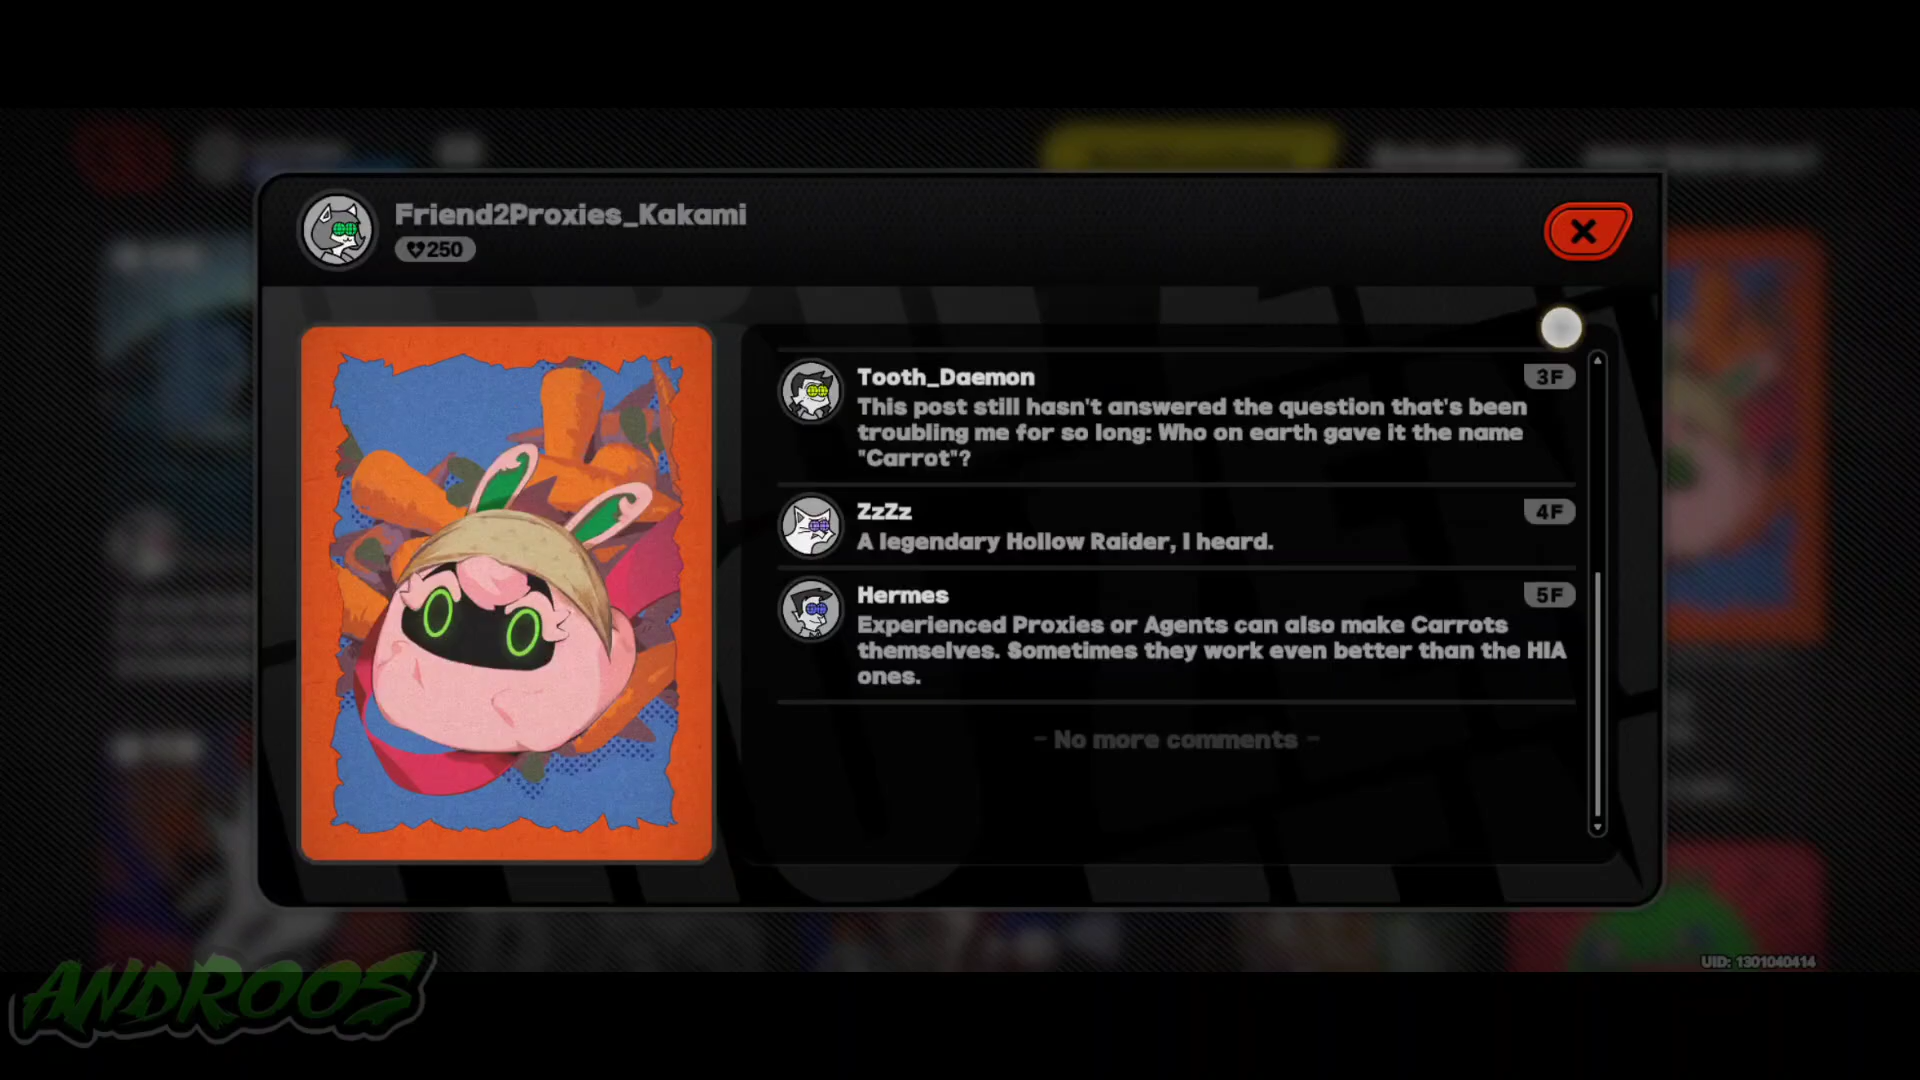 Friend2Proxies_Kakami
250
Tooth_Daemon
3F
This post still hasn't answered the question that's been
troubling me for so long: Who on earth gave it the name
"Carrot"?
ZzZz
4F
A legendary Hollow Raider, I heard.
Hermes
5F
Experienced Proxies or Agents can also make Carrots
themselves. Sometimes they work even better than the HIA
ones.
- No more comments -
UID: 1301040414
ANDROOS